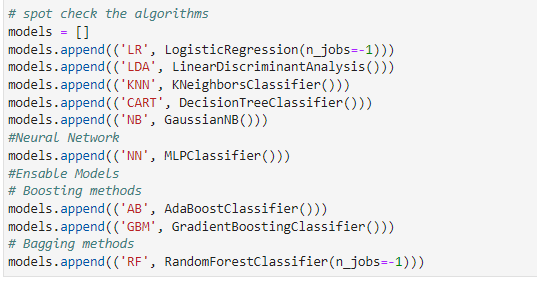 # spot check the algorithms
models = []
models.append(('LR', LogisticRegression(n_jobs=-1)))
models.append(('LDA', LinearDiscriminantAnalysis()))
models.append(('KNN', KNeighborsClassifier()))
models.append(('CART', DecisionTreeClassifier()))
models.append(('NB', GaussianNB()))
#Neural Network
models.append(('NN', MLPClassifier()))
#Ensable Models
# Boosting methods
models.append(('AB', AdaBoostClassifier()))
models.append(('GBM', GradientBoostingClassifier()))
# Bagging methods
models.append(('RF', RandomForestClassifier(n_jobs=-1)))